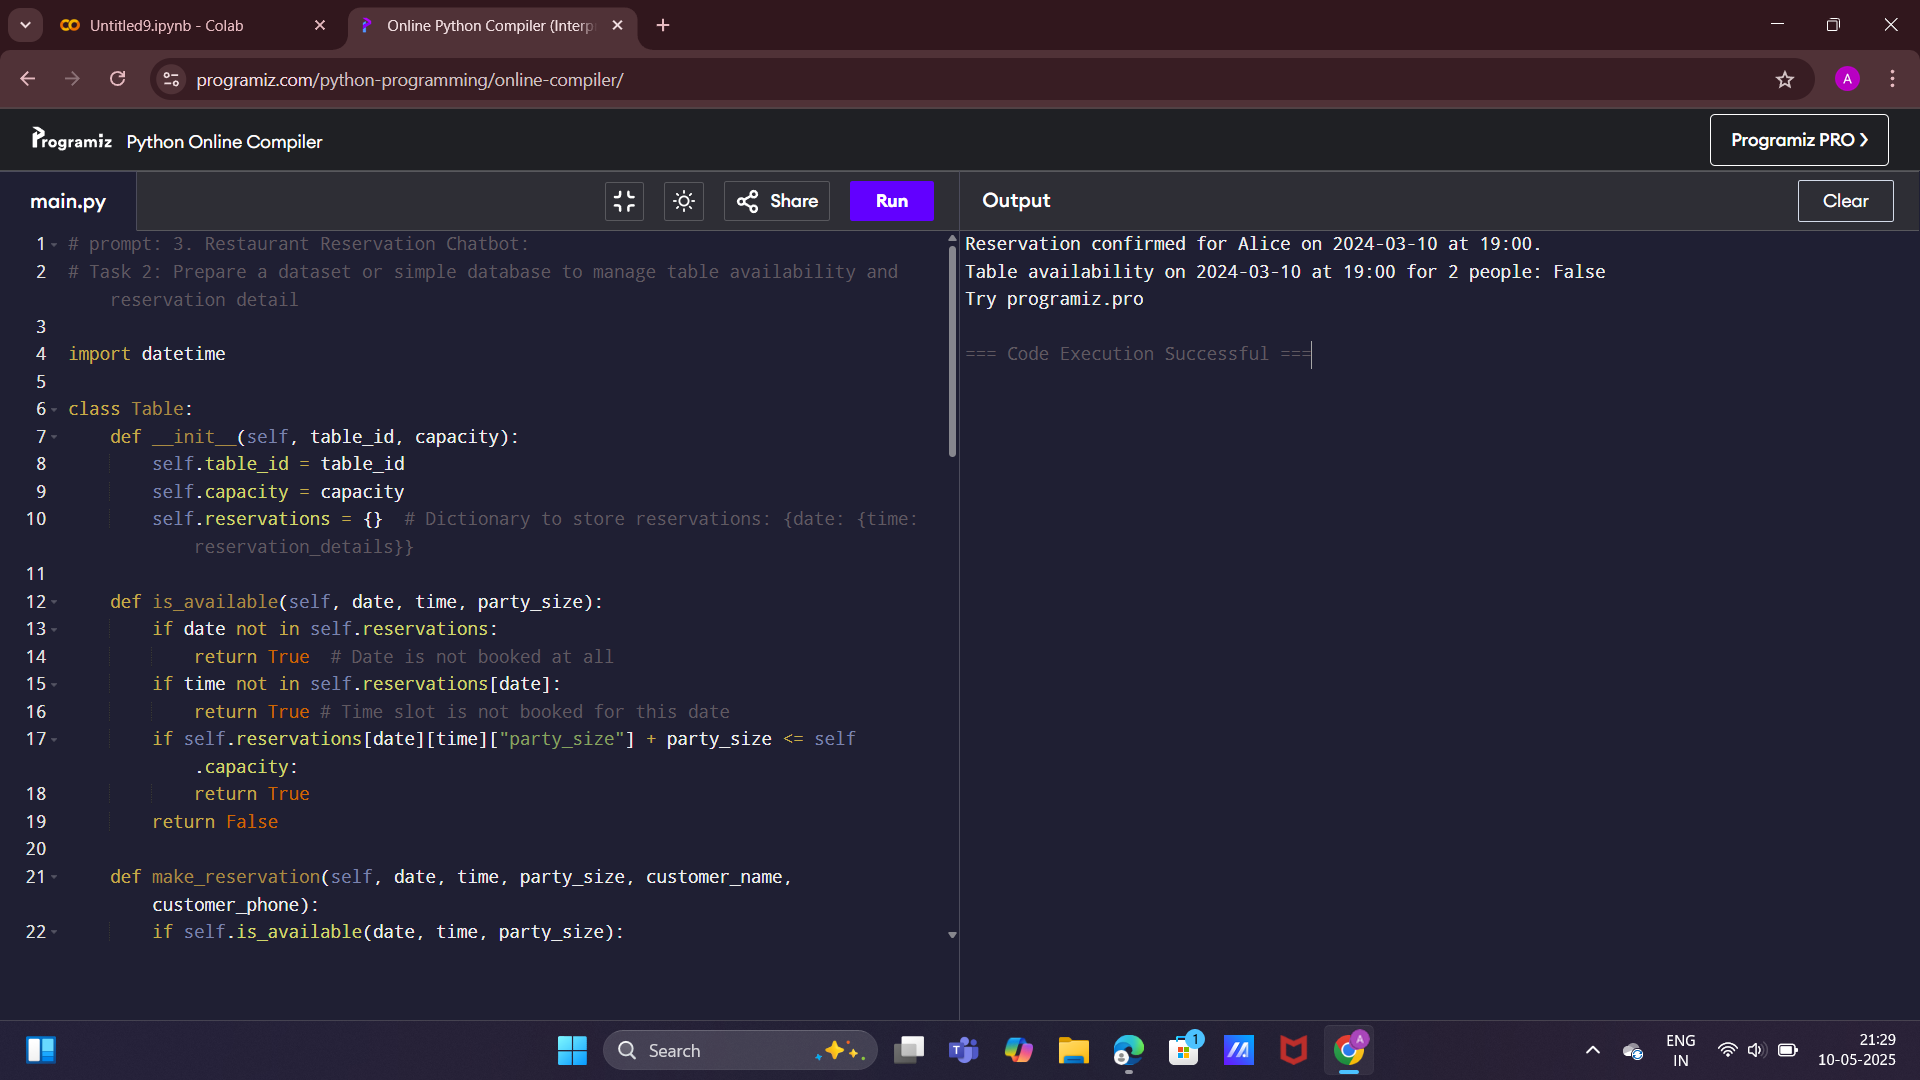 Untitled9.ipynb - Colab
Online Python Compiler (Interp
programiz.com/python-programming/online-compiler/
A
Programiz Python Online Compiler
Programiz PRO
main.py
Share
Run
Output
Clear
1 # prompt: 3. Restaurant Reservation Chatbot:
2 # Task 2: Prepare a dataset or simple database to manage table availability and
reservation detail
3
4 import datetime
5
6 class Table:
7 def __init__(self, table_id, capacity):
8 self.table_id = table_id
9 self.capacity = capacity
10 self.reservations = {}  # Dictionary to store reservations: {date: {time:
reservation_details}}
11
12 def is_available(self, date, time, party_size):
13 if date not in self.reservations:
14 return True  # Date is not booked at all
15 if time not in self.reservations[date]:
16 return True # Time slot is not booked for this date
17 if self.reservations[date][time]["party_size"] + party_size <= self
.capacity:
18 return True
19 return False
20
21 def make_reservation(self, date, time, party_size, customer_name,
customer_phone):
22 if self.is_available(date, time, party_size):
Reservation confirmed for Alice on 2024-03-10 at 19:00.
Table availability on 2024-03-10 at 19:00 for 2 people: False
Try programiz.pro
=== Code Execution Successful ===
Search
T
1
A
ENG
IN
21:29
10-05-2025